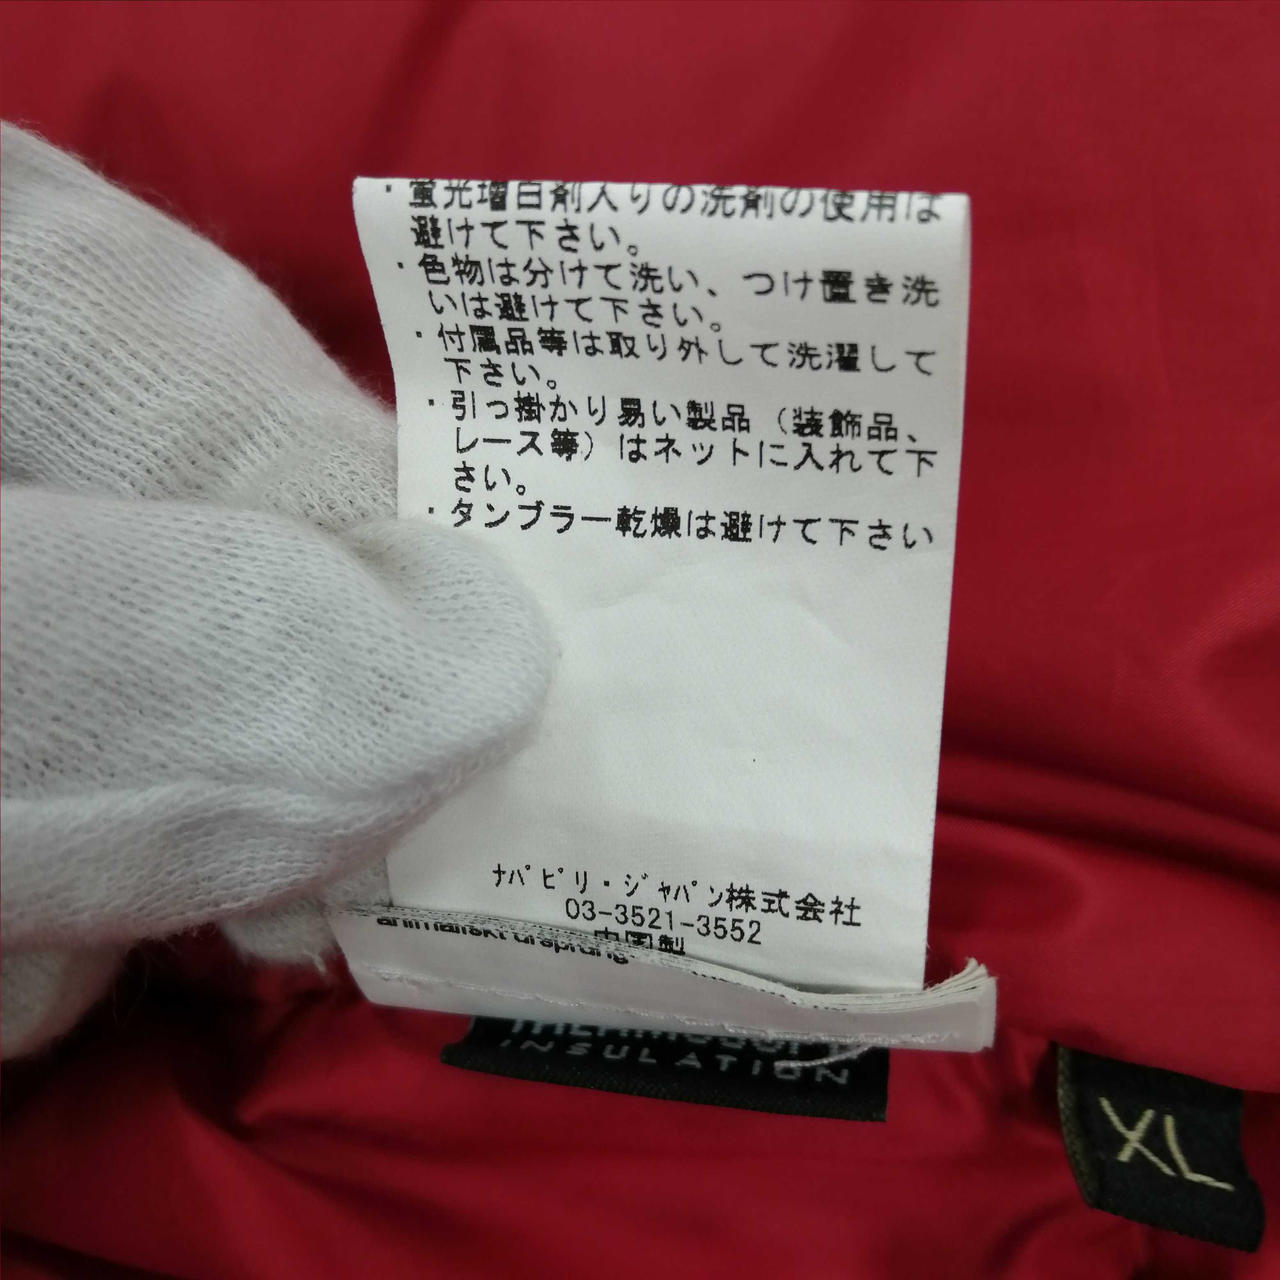 ・蛍光増白剤入りの洗剤の使用は
避けて下さい。
・色物は分けて洗い、つけ置き洗
いは避けて下さい。
・付属品等は取り外して洗濯して
下さい。
・引っ掛かり易い製品（装飾品、
レース等）はネットに入れて下
さい。
・タンブラー乾燥は避けて下さい
ﾅﾊﾟﾋﾟﾘ・ｼﾞｬﾊﾟﾝ株式会社
03-3521-3552
中国製
ursprung
INSULATION
XL